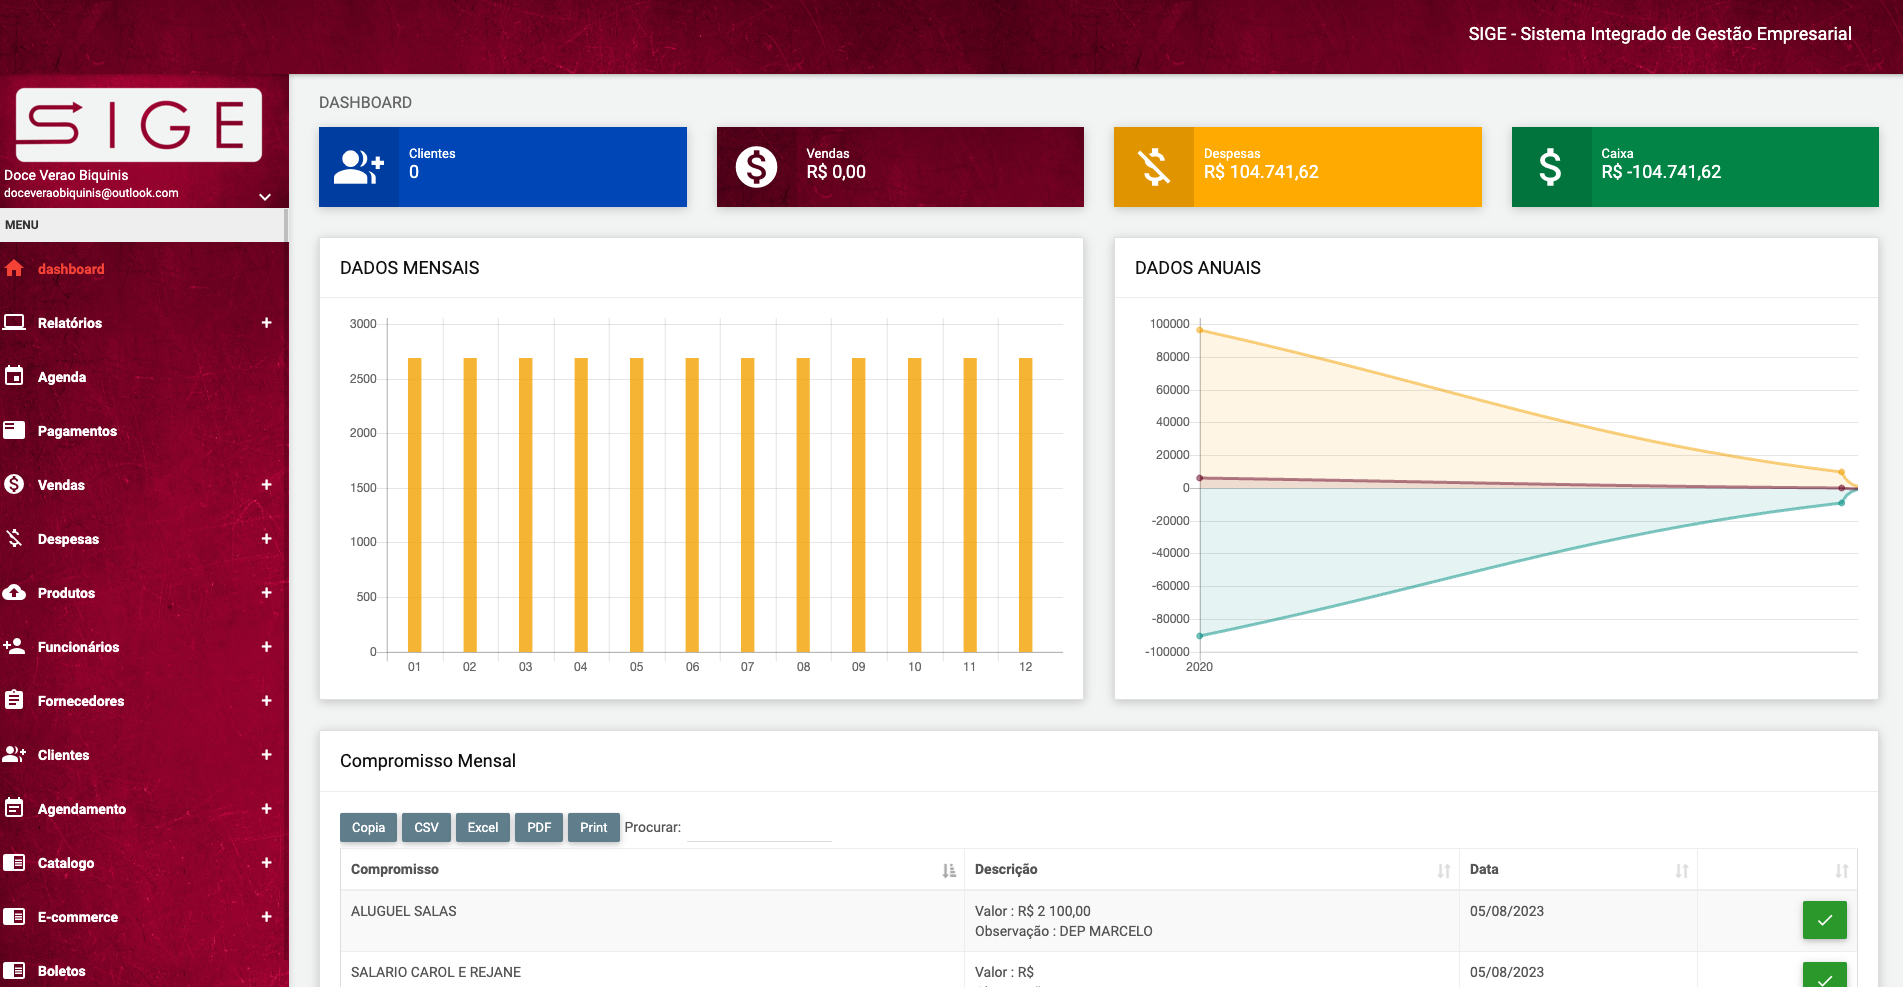 SIGE - Sistema Integrado de Gestão Empresarial
SIGE
Doce Verao Biquinis
doceveraobiquinis@outlook.com
MENU
dashboard
Relatórios
Agenda
Pagamentos
Vendas
Despesas
Produtos
Funcionários
Fornecedores
Clientes
Agendamento
Catalogo
E-commerce
Boletos
DASHBOARD
Clientes
0
Vendas
R$ 0,00
Despesas
R$ 104.741,62
Caixa
R$ -104.741,62
DADOS MENSAIS
3000
2500
2000
1500
1000
500
0
01 02 03 04 05 06 07 08 09 10 11 12
DADOS ANUAIS
100000
80000
60000
40000
20000
0
-20000
-40000
-60000
-80000
-100000
2020
Compromisso Mensal
Copia CSV Excel PDF Print Procurar:
Compromisso Descrição Data
ALUGUEL SALAS Valor : R$ 2 100,00 05/08/2023
Observação : DEP MARCELO
SALARIO CAROL E REJANE Valor : R$ 05/08/2023